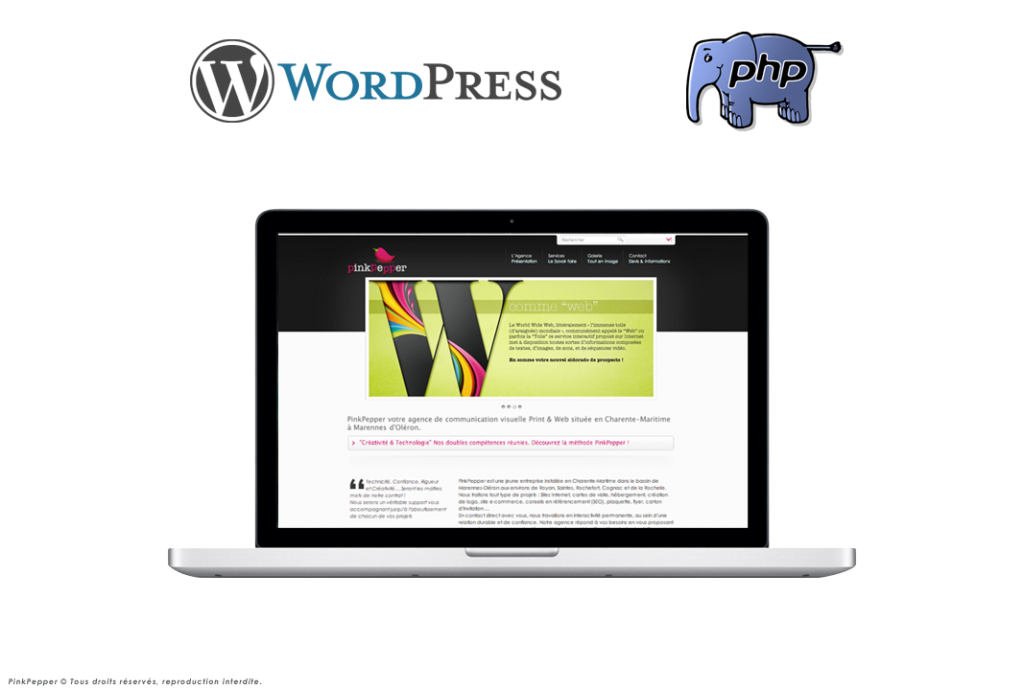 WORDPRESS
php
Rechercher
L'Agence
Présentation
Services
Le Savoir faire
Galerie
Tout en image
Contact
Devis & informations
pinkpepper
W
comme "web"
Le World Wide Web, littéralement « l'immense toile
(d'araignée) mondiale », communément appelé le "Web" ou
parfois la "Toile" ce service interactif proposé sur Internet
met à disposition toutes sortes d'informations composées
de textes, d'images, de sons, et de séquences vidéo.
En somme votre nouvel eldorado de prospects !
PinkPepper votre agence de communication visuelle Print & Web située en Charente-Maritime
à Marennes d'Oléron.
"Créativité & Technologie" Nos doubles compétences réunies. Découvrez la méthode PinkPepper !
Technicité, Confiance, Rigueur
et Créativité ... Seront les maîtres
mots de notre contrat !
Nous serons un véritable support vous
accompagnant jusqu'à l'aboutissement
de chacun de vos projets
PinkPepper est une jeune entreprise installée en Charente-Maritime dans le bassin de
Marennes-Oléron aux environs de Royan, Saintes, Rochefort, Cognac et de la Rochelle.
Nous traitons tout type de projets : Sites Internet, cartes de visite, hébergement, création
de logo, site e-commerce, conseils en référencement (SEO), plaquette, flyer, carton
d'invitation ...
En contact direct avec vous, nous travaillons en interactivité permanente, au sein d'une
relation durable et de confiance. Notre agence répond à vos besoins en vous proposant
PinkPepper © Tous droits réservés, reproduction interdite.